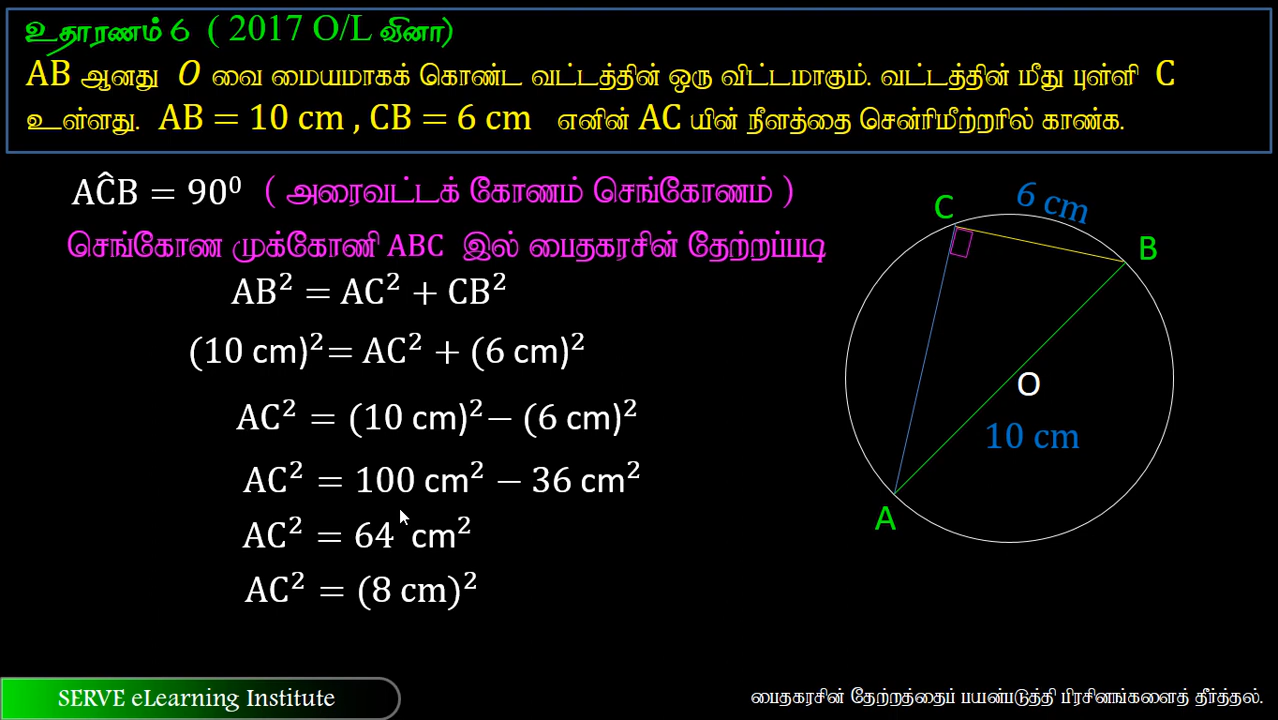 உதாரணம் 6 ( 2017 O/L வினா)
AB ஆனது O வை மையமாகக் கொண்ட வட்டத்தின் ஒரு விட்டமாகும். வட்டத்தின் மீது புள்ளி C
உள்ளது. AB = 10 cm , CB = 6 cm எனின் AC யின் நீளத்தை சென்ரிமீற்றரில் காண்க.
AĈB = 90⁰ ( அரைவட்டக் கோணம் செங்கோணம் )
செங்கோண முக்கோணி ABC இல் பைதகரசின் தேற்றப்படி
AB² = AC² + CB²
(10 cm)²= AC² + (6 cm)²
AC² = (10 cm)²− (6 cm)²
AC² = 100 cm² − 36 cm²
AC² = 64 cm²
AC² = (8 cm)²
C
6 cm
B
O
10 cm
A
SERVE eLearning Institute
பைதகரசின் தேற்றத்தைப் பயன்படுத்தி பிரசினங்களைத் தீர்த்தல்.